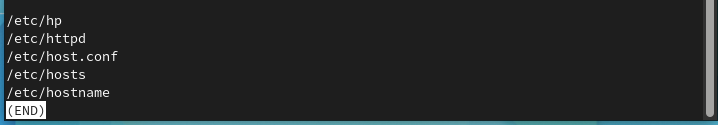 /etc/hp
/etc/httpd
/etc/host.conf
/etc/hosts
/etc/hostname
(END)